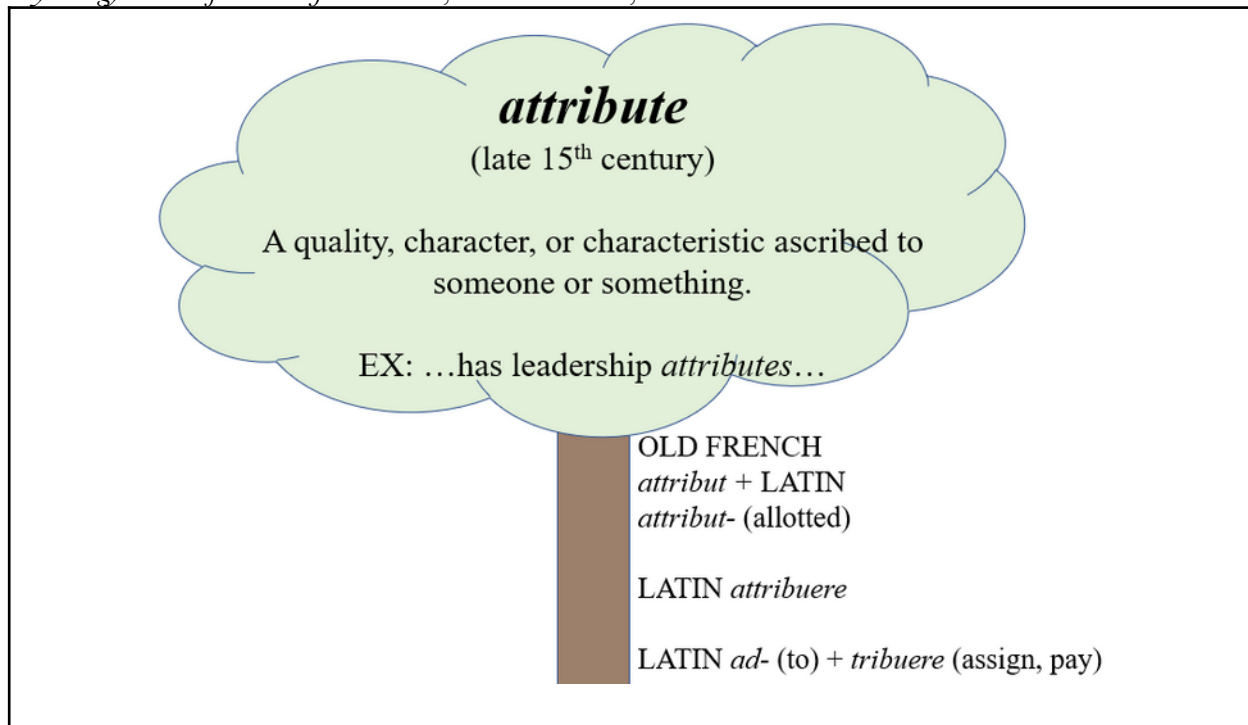 attribute
(late 15th century)
A quality, character, or characteristic ascribed to
someone or something.
EX: …has leadership attributes…
OLD FRENCH
attribut + LATIN
attribut- (allotted)
LATIN attribuere
LATIN ad- (to) + tribuere (assign, pay)